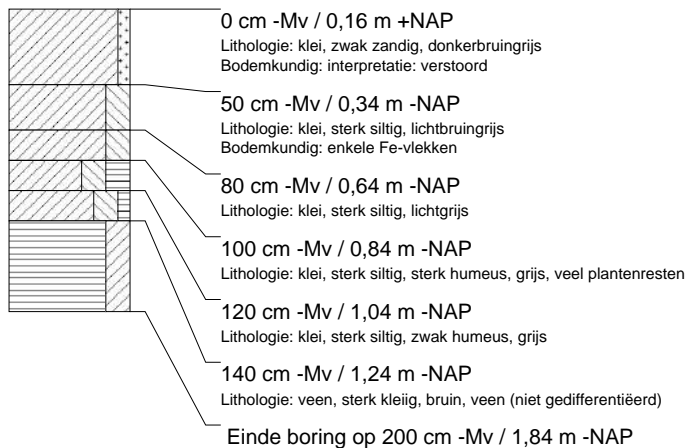 0 cm -Mv / 0,16 m +NAP
Lithologie: klei, zwak zandig, donkerbruingrijs
Bodemkundig: interpretatie: verstoord
50 cm -Mv / 0,34 m -NAP
Lithologie: klei, sterk siltig, lichtbruingrijs
Bodemkundig: enkele Fe-vlekken
80 cm -Mv / 0,64 m -NAP
Lithologie: klei, sterk siltig, lichtgrijs
100 cm -Mv / 0,84 m -NAP
Lithologie: klei, sterk siltig, sterk humeus, grijs, veel plantenresten
120 cm -Mv / 1,04 m -NAP
Lithologie: klei, sterk siltig, zwak humeus, grijs
140 cm -Mv / 1,24 m -NAP
Lithologie: veen, sterk kleiig, bruin, veen (niet gedifferentiëerd)
Einde boring op 200 cm -Mv / 1,84 m -NAP